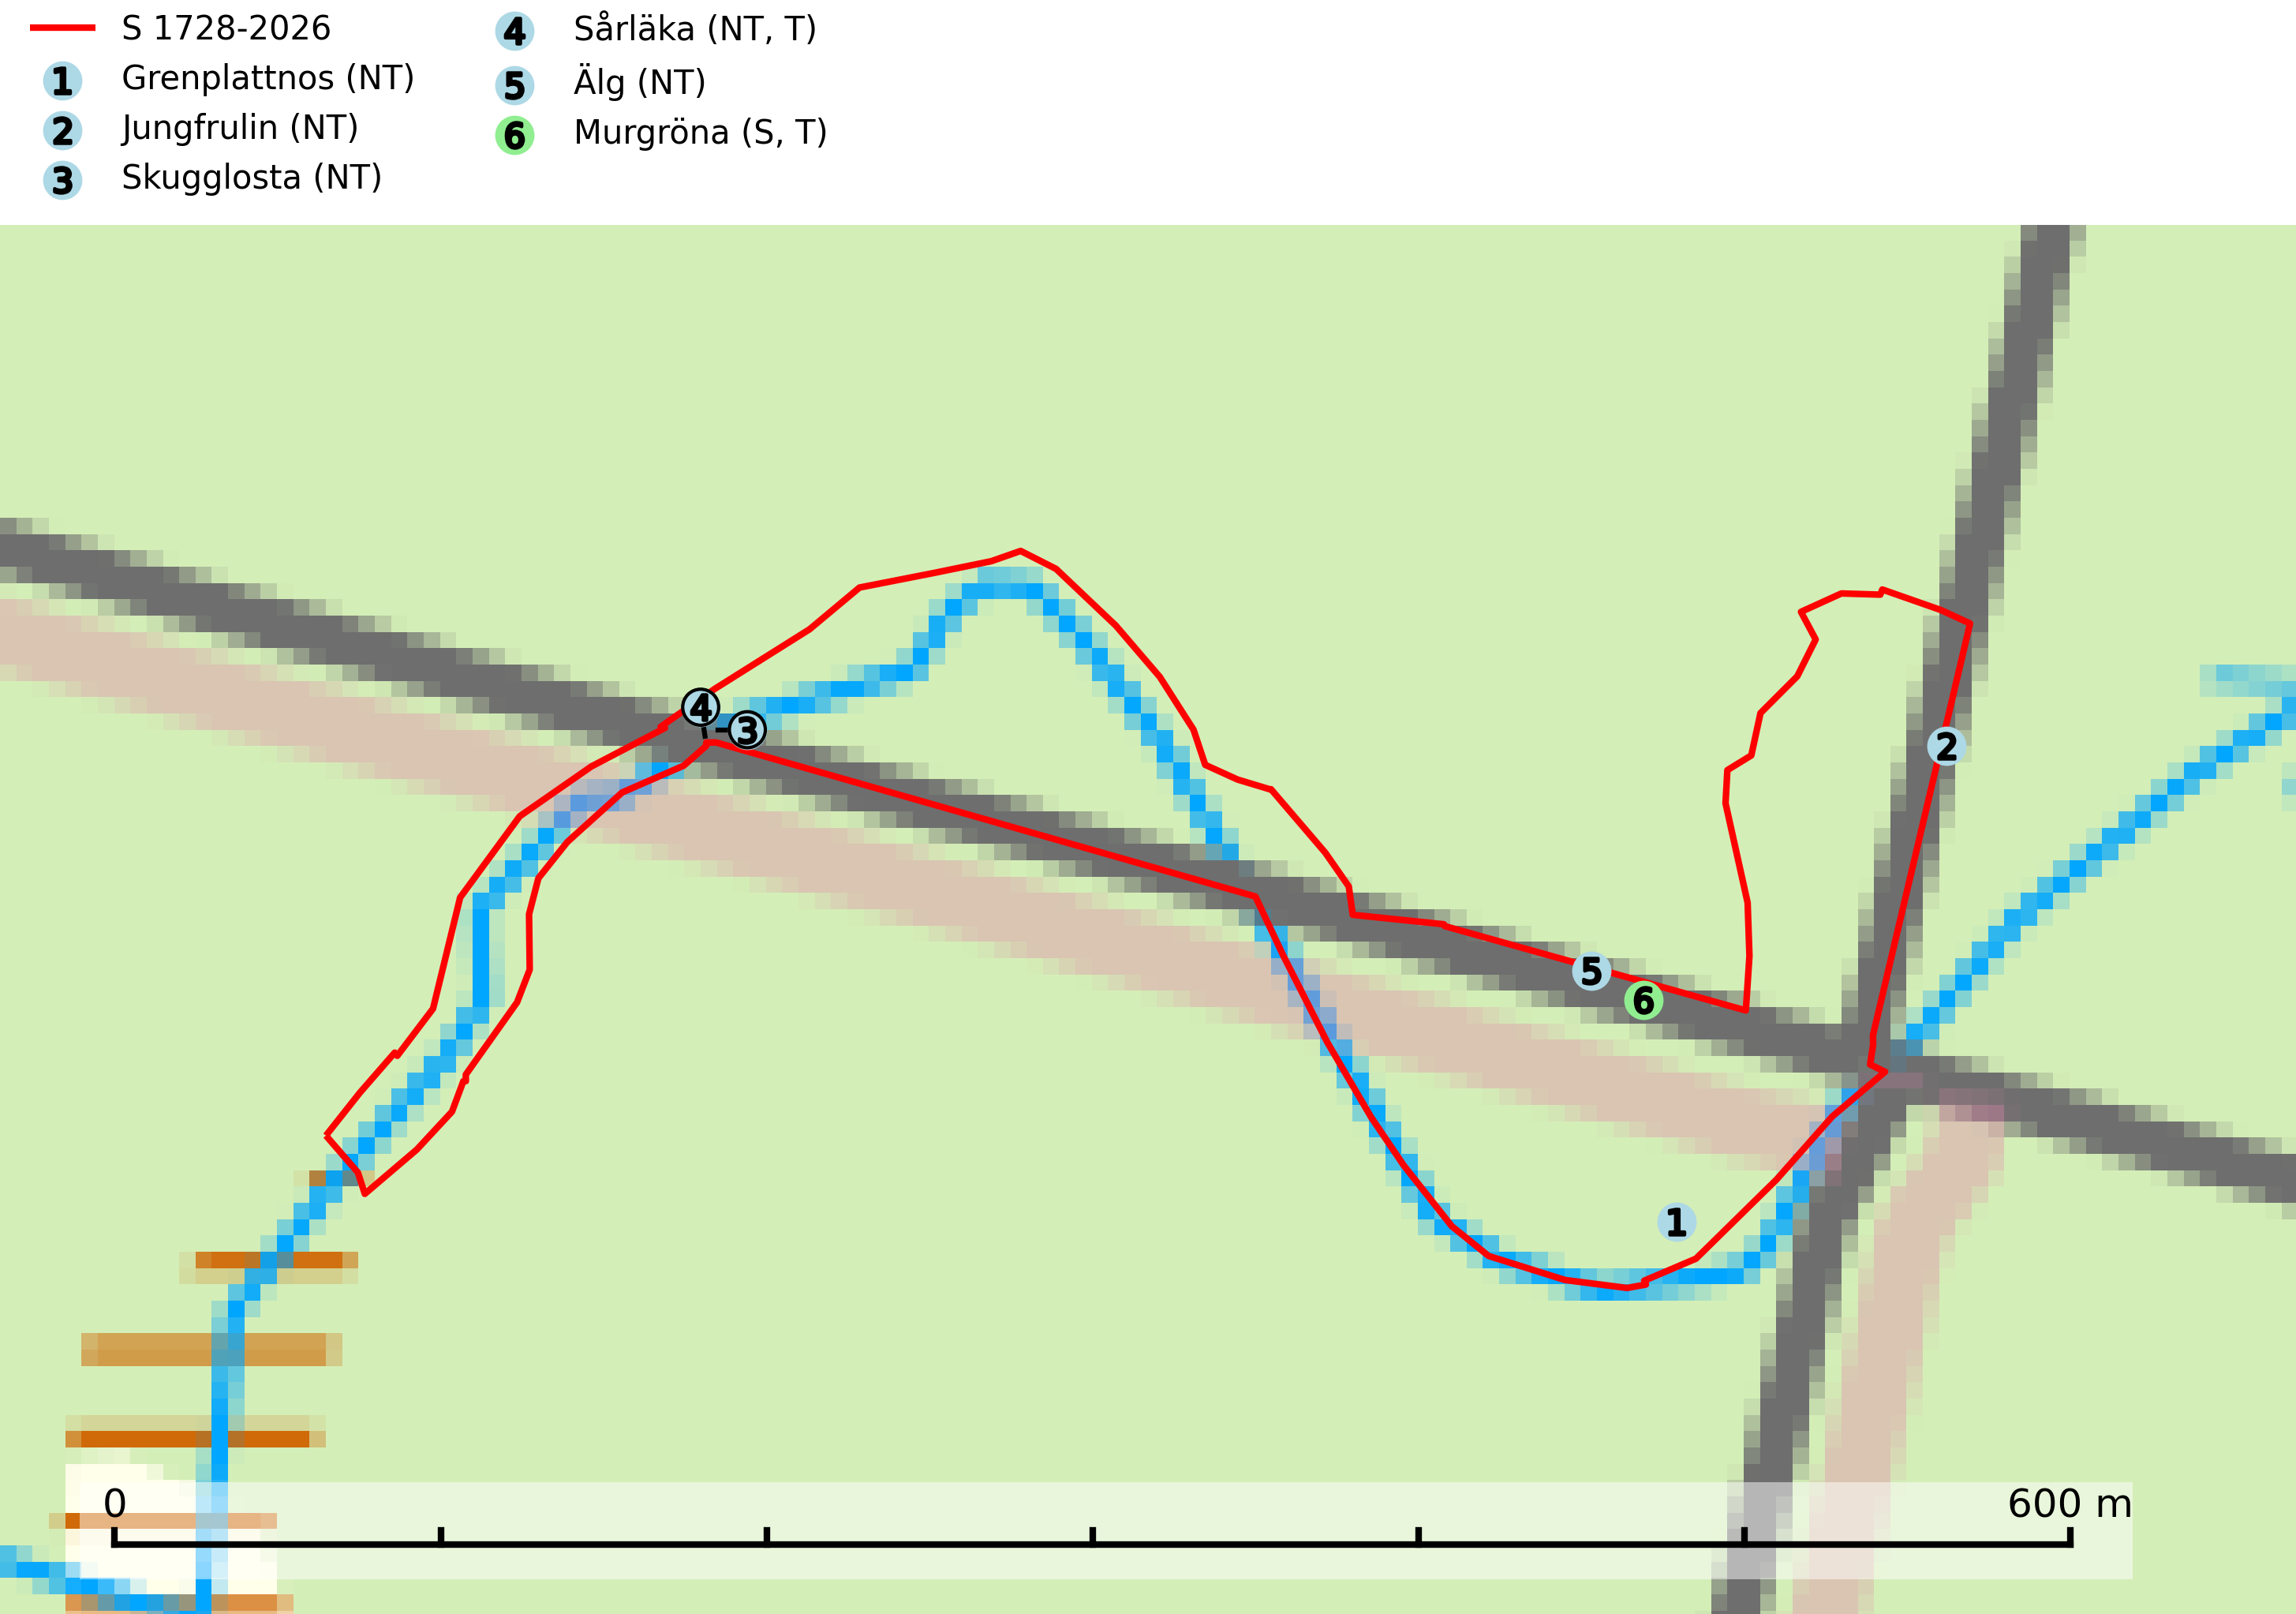 S 1728-2026
1 Grenplattnos (NT)
2 Jungfrulin (NT)
3 Skugglosta (NT)
4 Sårläka (NT, T)
5 Älg (NT)
6 Murgröna (S, T)
4
3
2
5
6
1
0
600 m